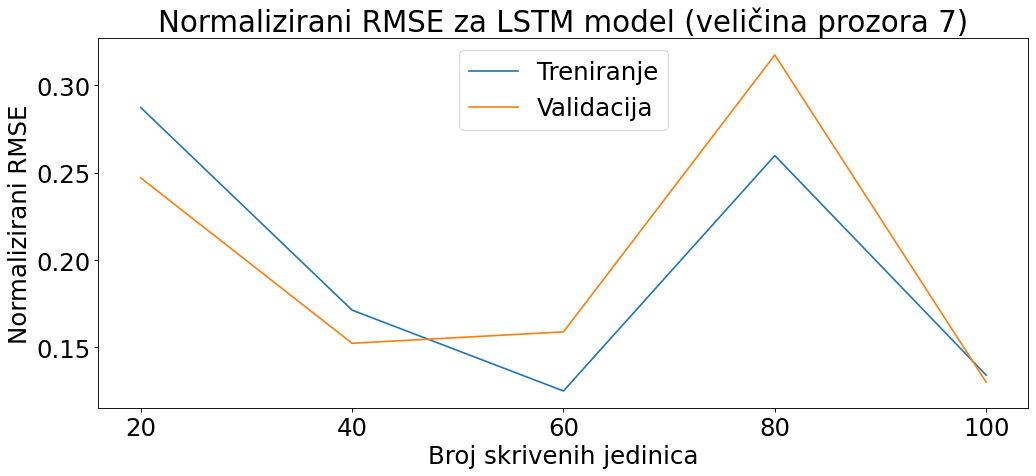 Normalizirani RMSE za LSTM model (veličina prozora 7)
Treniranje
Validacija
Normalizirani RMSE
0.30
0.25
0.20
0.15
20 40 60 80 100
Broj skrivenih jedinica